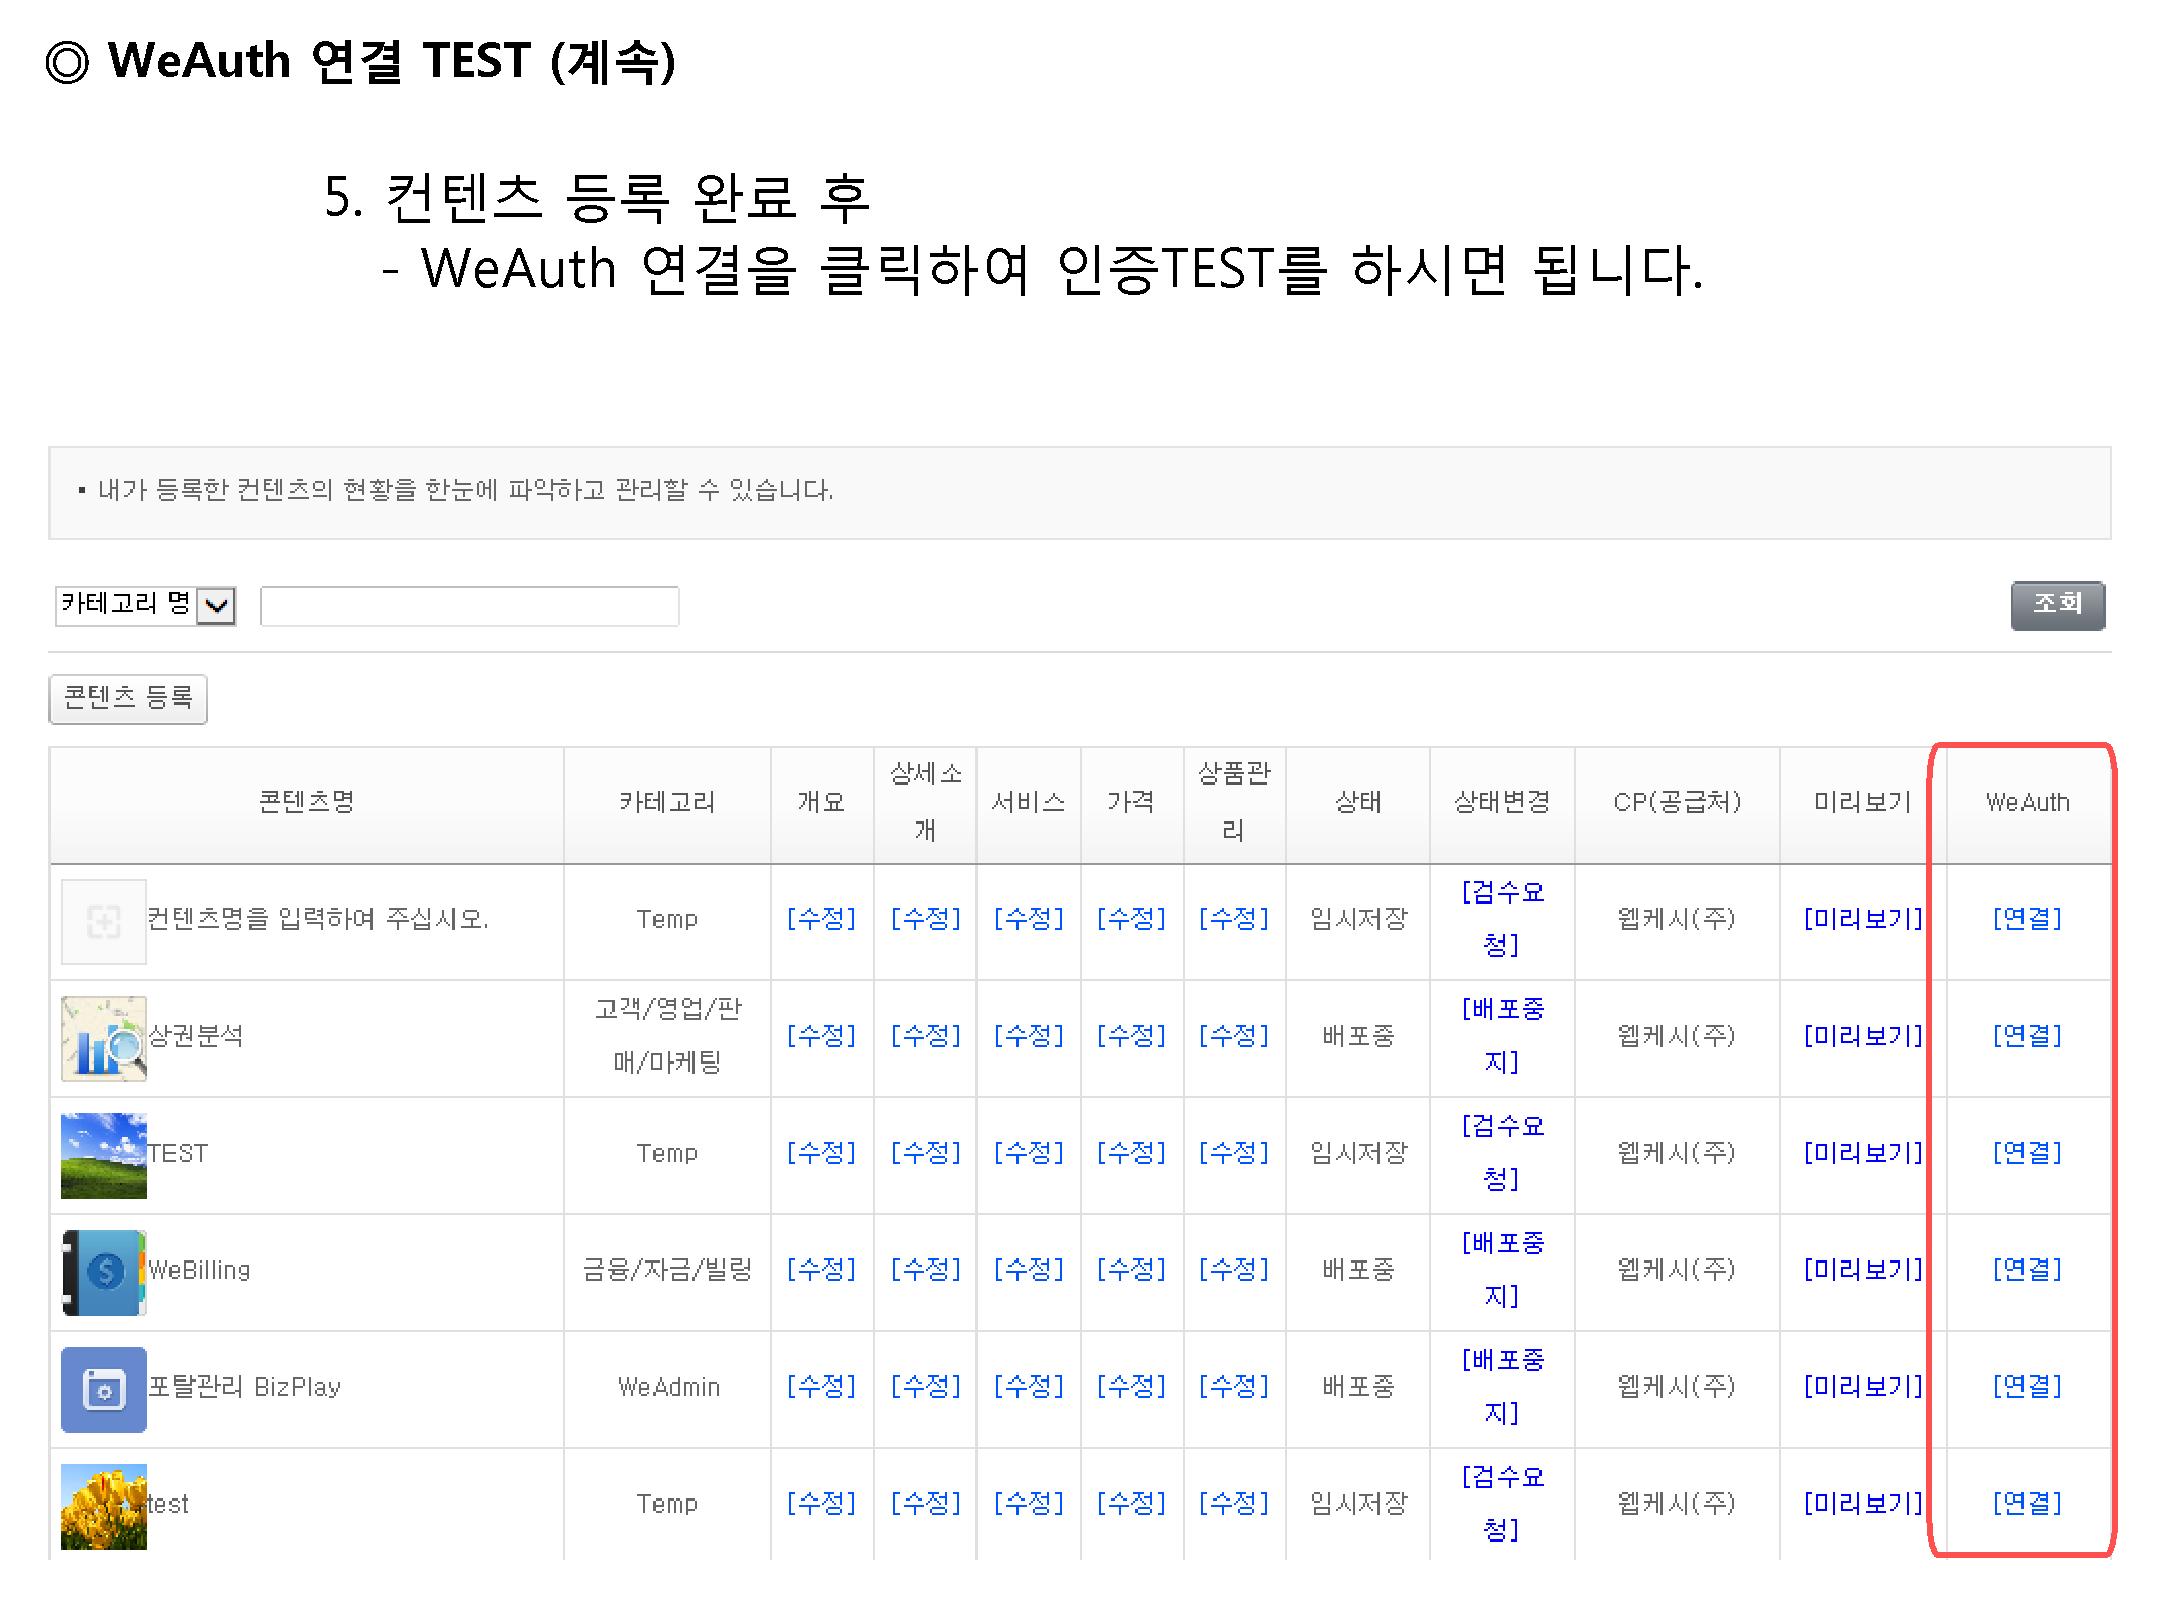 ◎ WeAuth 연결 TEST (계속)
5. 컨텐츠 등록 완료 후
- WeAuth 연결을 클릭하여 인증TEST를 하시면 됩니다.
▪ 내가 등록한 컨텐츠의 현황을 한눈에 파악하고 관리할 수 있습니다.
카테고리 명 조회
콘텐츠 등록
콘텐츠명 카테고리 개요 상세소개 서비스 가격 상품관리 상태 상태변경 CP(공급처) 미리보기 WeAuth
컨텐츠명을 입력하여 주십시오. Temp [수정] [수정] [수정] [수정] [수정] 임시저장 [검수요청] 웹케시(주) [미리보기] [연결]
상권분석 고객/영업/판매/마케팅 [수정] [수정] [수정] [수정] [수정] 배포중 [배포중지] 웹케시(주) [미리보기] [연결]
TEST Temp [수정] [수정] [수정] [수정] [수정] 임시저장 [검수요청] 웹케시(주) [미리보기] [연결]
WeBilling 금융/자금/빌링 [수정] [수정] [수정] [수정] [수정] 배포중 [배포중지] 웹케시(주) [미리보기] [연결]
포탈관리 BizPlay WeAdmin [수정] [수정] [수정] [수정] [수정] 배포중 [배포중지] 웹케시(주) [미리보기] [연결]
test Temp [수정] [수정] [수정] [수정] [수정] 임시저장 [검수요청] 웹케시(주) [미리보기] [연결]